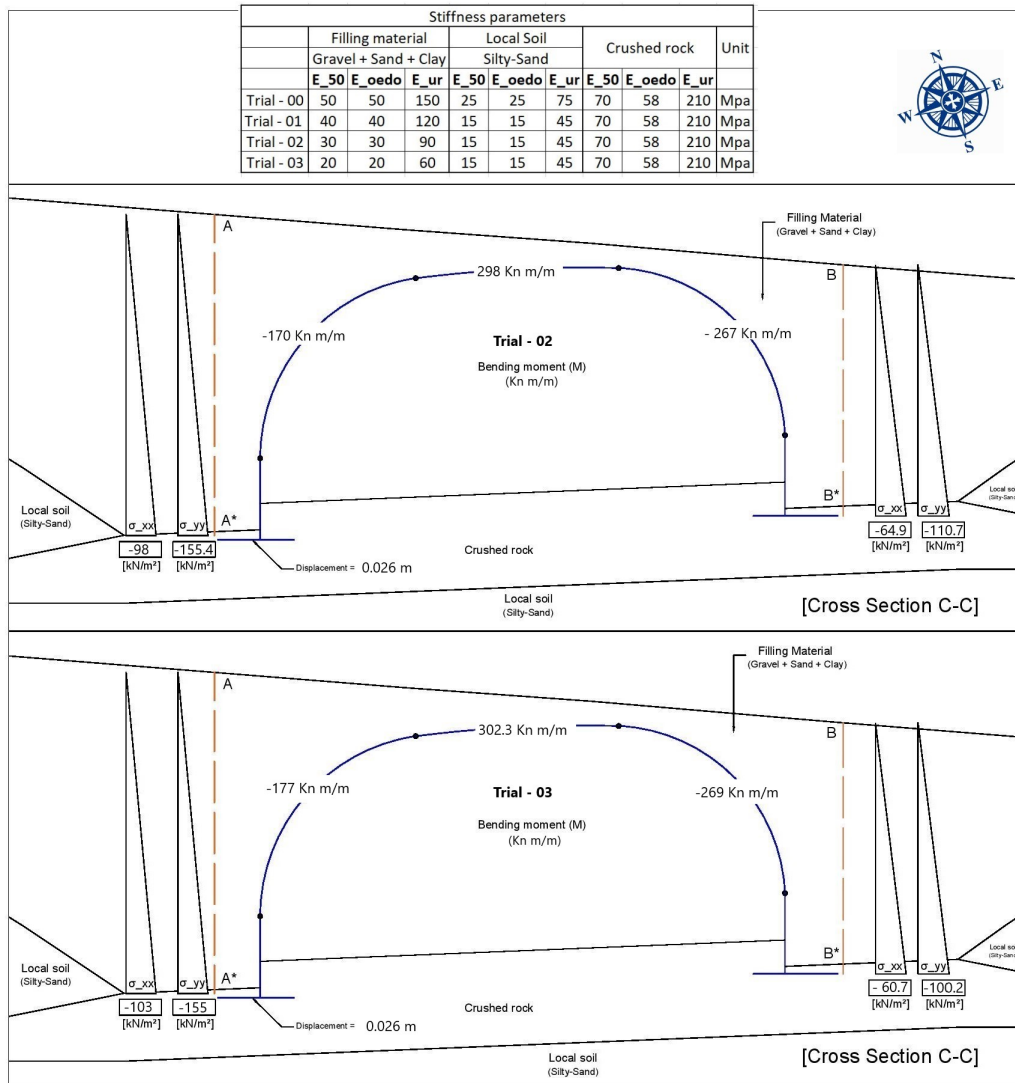 Stiffness parameters
Filling material Local Soil Crushed rock Unit
Gravel + Sand + Clay Silty-Sand
E_50 E_oedo E_ur E_50 E_oedo E_ur E_50 E_oedo E_ur
Trial - 00 50 50 150 25 25 75 70 58 210 Mpa
Trial - 01 40 40 120 15 15 45 70 58 210 Mpa
Trial - 02 30 30 90 15 15 45 70 58 210 Mpa
Trial - 03 20 20 60 15 15 45 70 58 210 Mpa
N
E
W
S
A
Filling Material
(Gravel + Sand + Clay)
B
298 Kn m/m
-170 Kn m/m
- 267 Kn m/m
Trial - 02
Bending moment (M)
(Kn m/m)
Local soil
(Silty-Sand)
σ_xx σ_yy A*
-98 -155.4
[kN/m²] [kN/m²]
B*
σ_xx σ_yy
-64.9 -110.7
[kN/m²] [kN/m²]
Local soil
(Silty-Sand
Crushed rock
Displacement = 0.026 m
Local soil
(Silty-Sand)
[Cross Section C-C]
A
Filling Material
(Gravel + Sand + Clay)
B
302.3 Kn m/m
-177 Kn m/m
-269 Kn m/m
Trial - 03
Bending moment (M)
(Kn m/m)
Local soil
(Silty-Sand)
σ_xx σ_yy A*
-103 -155
[kN/m²] [kN/m²]
B*
σ_xx σ_yy
- 60.7 -100.2
[kN/m²] [kN/m²]
Local so
(Silty-Sand
Crushed rock
Displacement = 0.026 m
Local soil
(Silty-Sand)
[Cross Section C-C]